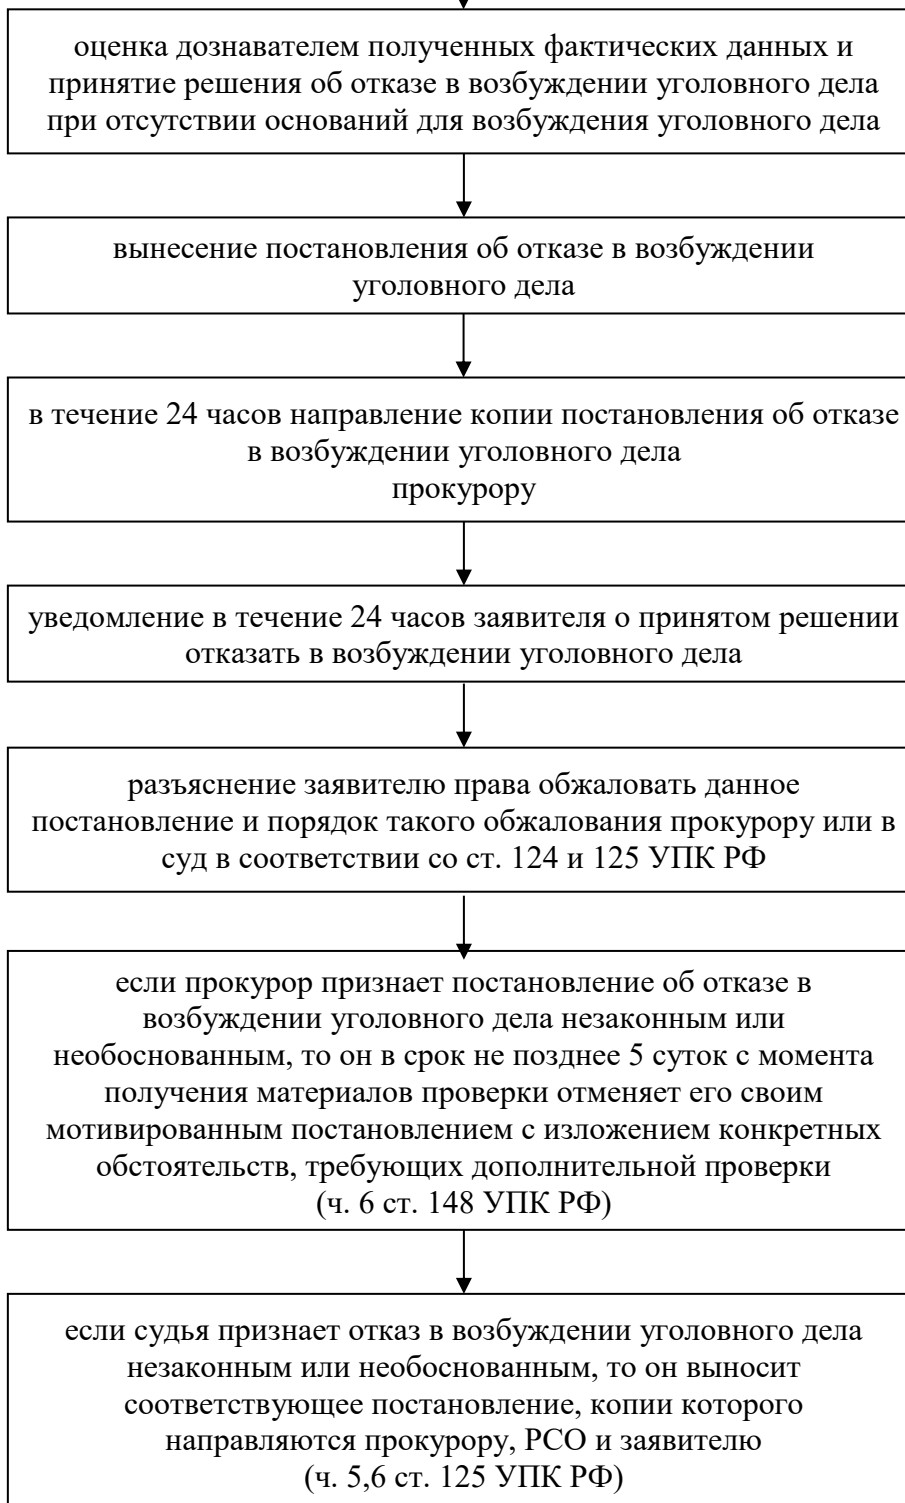 оценка дознавателем полученных фактических данных и
принятие решения об отказе в возбуждении уголовного дела
при отсутствии оснований для возбуждения уголовного дела
вынесение постановления об отказе в возбуждении
уголовного дела
в течение 24 часов направление копии постановления об отказе
в возбуждении уголовного дела
прокурору
уведомление в течение 24 часов заявителя о принятом решении
отказать в возбуждении уголовного дела
разъяснение заявителю права обжаловать данное
постановление и порядок такого обжалования прокурору или в
суд в соответствии со ст. 124 и 125 УПК РФ
если прокурор признает постановление об отказе в
возбуждении уголовного дела незаконным или
необоснованным, то он в срок не позднее 5 суток с момента
получения материалов проверки отменяет его своим
мотивированным постановлением с изложением конкретных
обстоятельств, требующих дополнительной проверки
(ч. 6 ст. 148 УПК РФ)
если судья признает отказ в возбуждении уголовного дела
незаконным или необоснованным, то он выносит
соответствующее постановление, копии которого
направляются прокурору, РСО и заявителю
(ч. 5,6 ст. 125 УПК РФ)